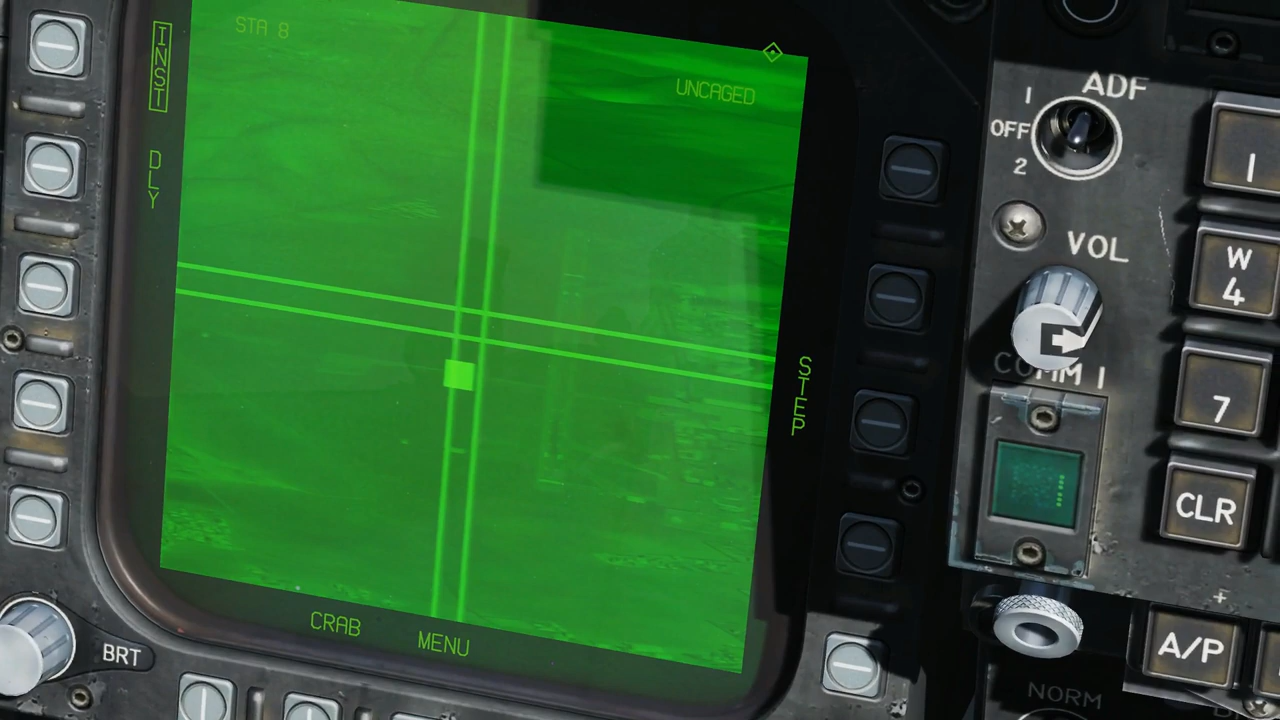 STA 8
UNCAGED
INST
DLY
STEP
CRAB
MENU
BRT
ADF
1
OFF
2
VOL
COMM 1
1
W
4
7
CLR
+
A/P
NORM